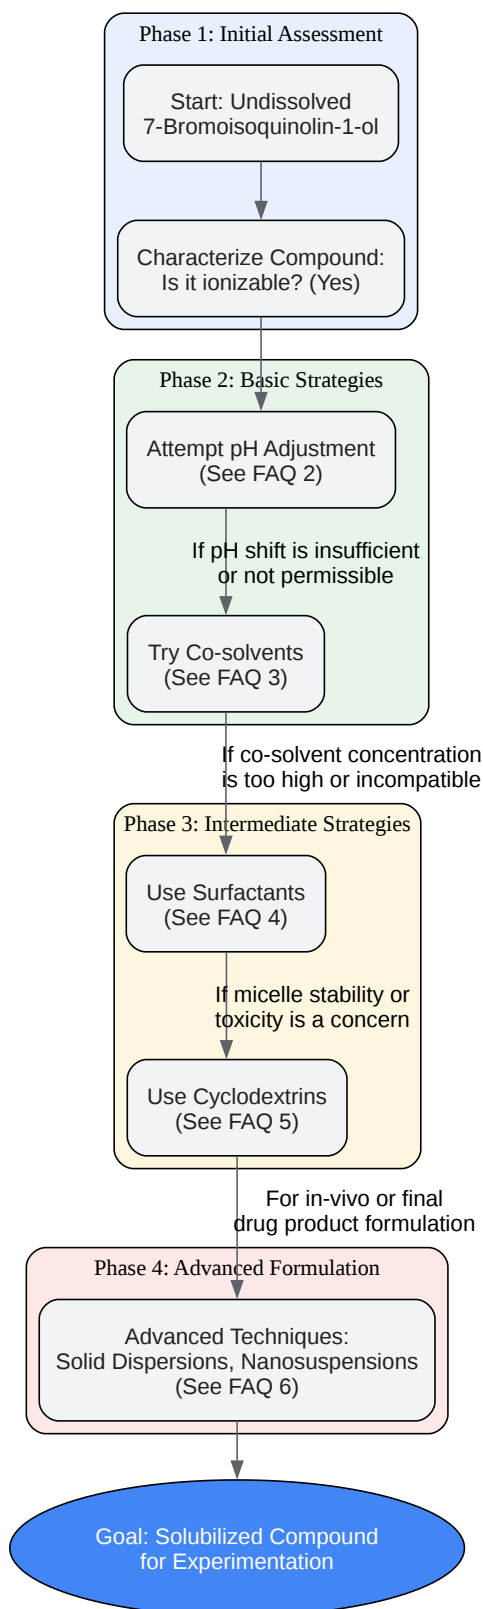 Phase 1: Initial Assessment
Start: Undissolved
7-Bromoisoquinolin-1-ol
Characterize Compound:
Is it ionizable? (Yes)
Phase 2: Basic Strategies
Attempt pH Adjustment
(See FAQ 2)
If pH shift is insufficient
or not permissible
Try Co-solvents
(See FAQ 3)
If co-solvent concentration
is too high or incompatible
Phase 3: Intermediate Strategies
Use Surfactants
(See FAQ 4)
If micelle stability or
toxicity is a concern
Use Cyclodextrins
(See FAQ 5)
For in-vivo or final
drug product formulation
Phase 4: Advanced Formulation
Advanced Techniques:
Solid Dispersions, Nanosuspensions
(See FAQ 6)
Goal: Solubilized Compound
for Experimentation